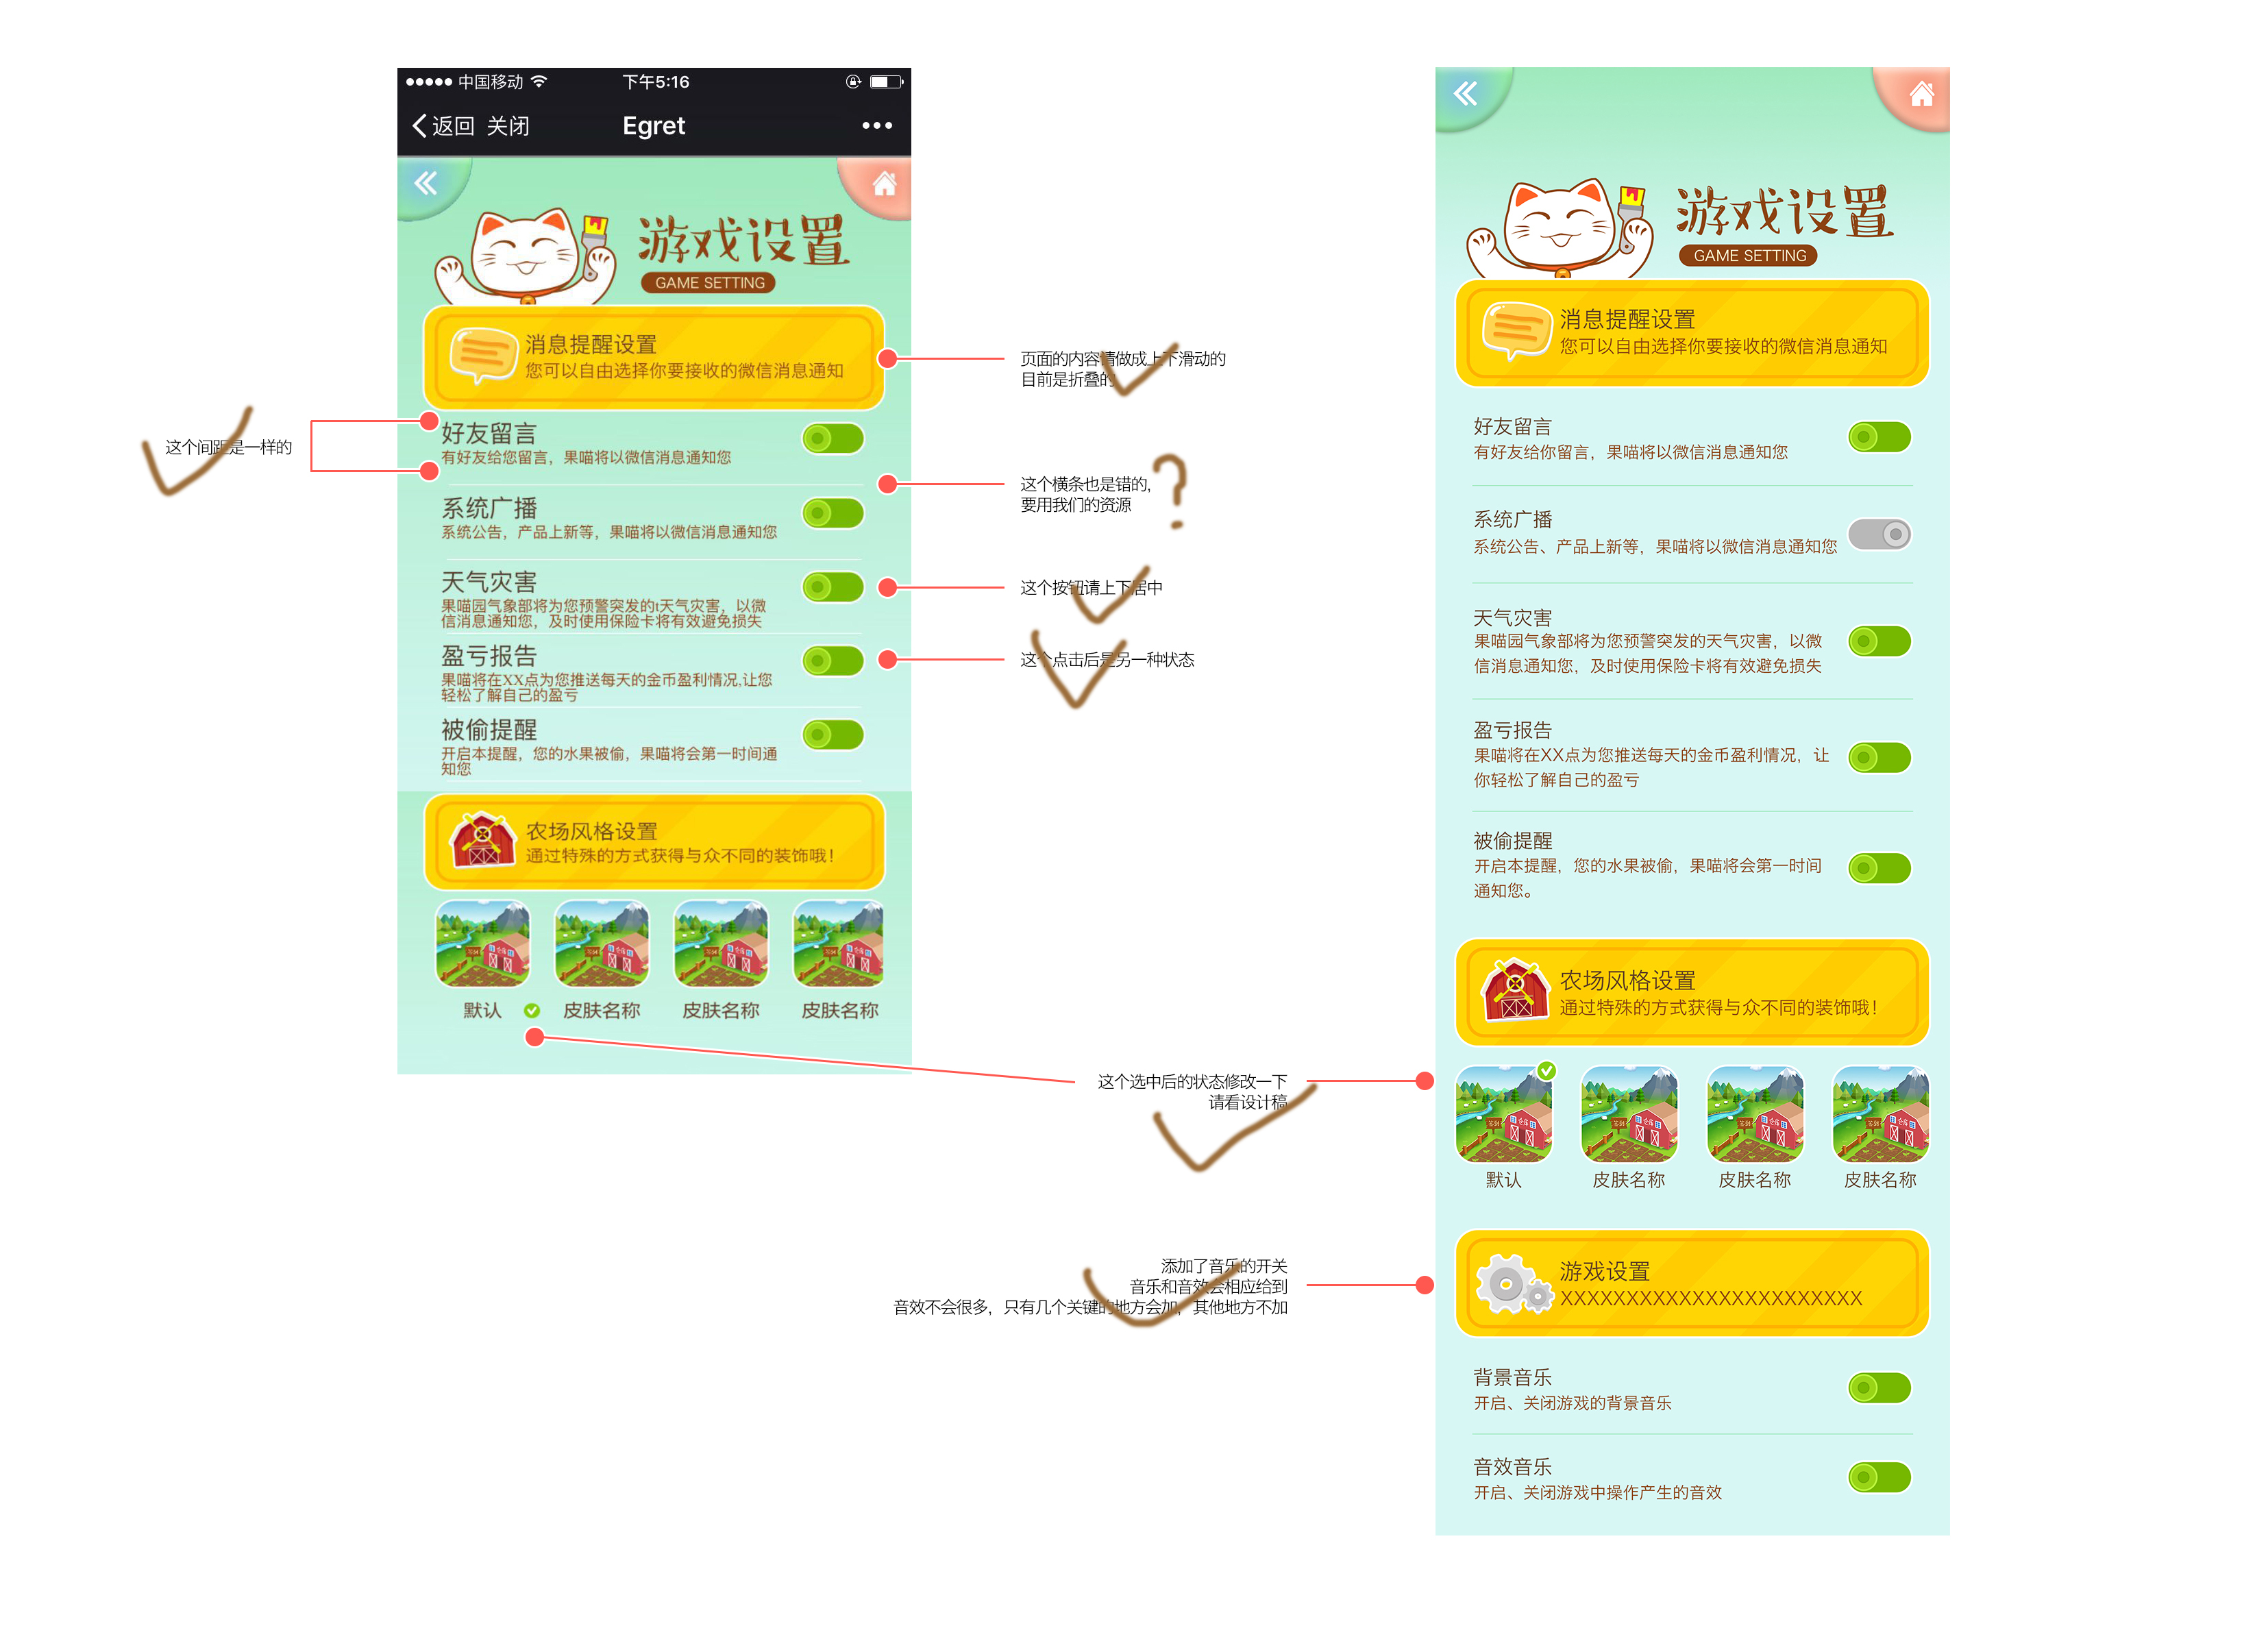 中国移动
下午5:16
返回 关闭
Egret
游戏设置
GAME SETTING
消息提醒设置
您可以自由选择你要接收的微信消息通知
好友留言
有好友给您留言，果喵将以微信消息通知您
系统广播
系统公告，产品上新等，果喵将以微信消息通知您
天气灾害
果喵园气象部将为您预警突发的t天气灾害，以微
信消息通知您，及时使用保险卡将有效避免损失
盈亏报告
果喵将在XX点为您推送每天的金币盈利情况,让您
轻松了解自己的盈亏
被偷提醒
开启本提醒，您的水果被偷，果喵将会第一时间通
知您
农场风格设置
通过特殊的方式获得与众不同的装饰哦！
默认
皮肤名称
皮肤名称
皮肤名称
这个间距是一样的
页面的内容请做成上下滑动的
目前是折叠的
这个横条也是错的，
要用我们的资源
?
这个按钮请上下居中
这个点击后是另一种状态
这个选中后的状态修改一下
请看设计稿
添加了音乐的开关
音乐和音效会相应给到
音效不会很多，只有几个关键的地方会加，其他地方不加
游戏设置
GAME SETTING
消息提醒设置
您可以自由选择你要接收的微信消息通知
好友留言
有好友给你留言，果喵将以微信消息通知您
系统广播
系统公告、产品上新等，果喵将以微信消息通知您
天气灾害
果喵园气象部将为您预警突发的天气灾害，以微
信消息通知您，及时使用保险卡将有效避免损失
盈亏报告
果喵将在XX点为您推送每天的金币盈利情况，让
你轻松了解自己的盈亏
被偷提醒
开启本提醒，您的水果被偷，果喵将会第一时间
通知您。
农场风格设置
通过特殊的方式获得与众不同的装饰哦！
默认
皮肤名称
皮肤名称
皮肤名称
游戏设置
XXXXXXXXXXXXXXXXXXXXXXX
背景音乐
开启、关闭游戏的背景音乐
音效音乐
开启、关闭游戏中操作产生的音效